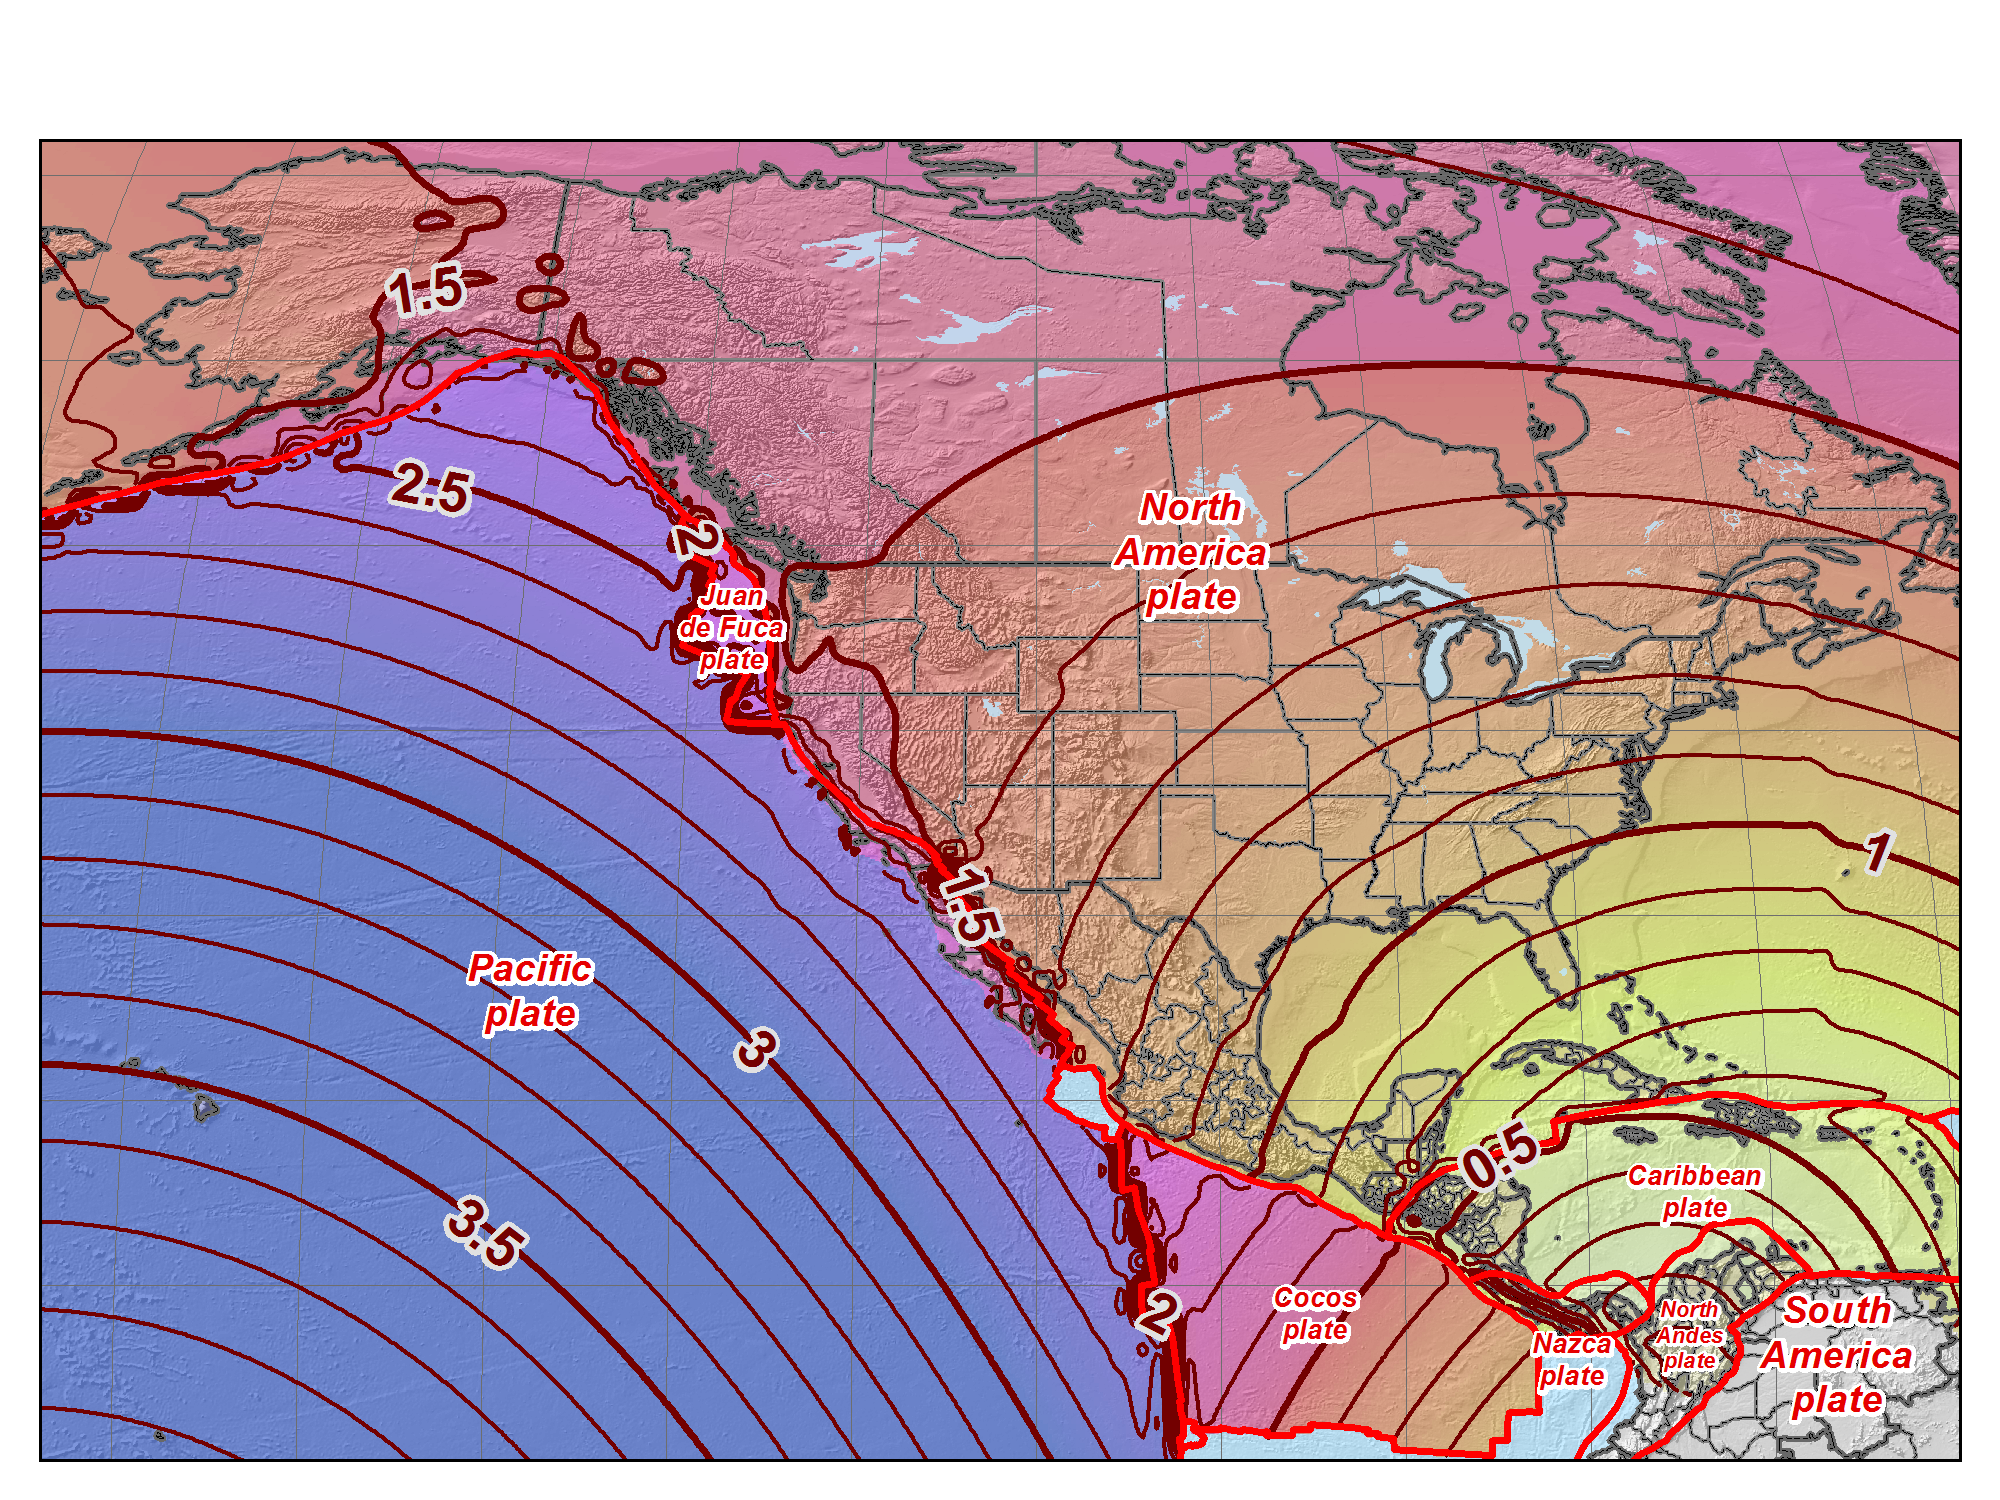 1.5
2.5
North
America
plate
2
Juan
de Fuca
plate
1
1.5
Pacific
plate
3
0.5
Caribbean
plate
3.5
Cocos
plate
2
North
Andes
plate
South
America
plate
Nazca
plate